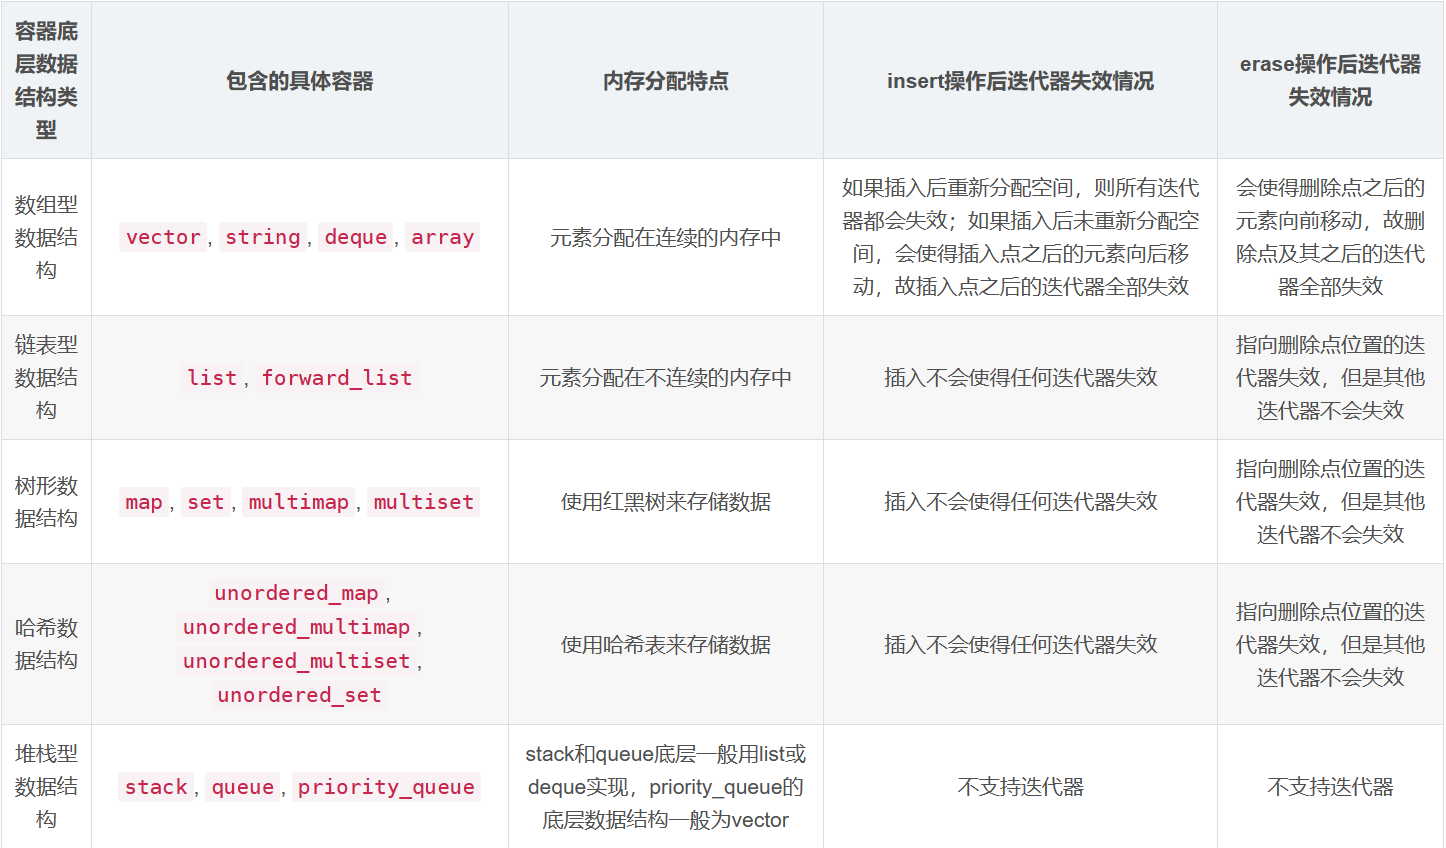 容器底
层数据
结构类
型
包含的具体容器
内存分配特点
insert操作后迭代器失效情况
erase操作后迭代器
失效情况
数组型
数据结
构
vector, string, deque, array
元素分配在连续的内存中
如果插入后重新分配空间，则所有迭代
器都会失效；如果插入后未重新分配空
间，会使得插入点之后的元素向后移
动，故插入点之后的迭代器全部失效
会使得删除点之后的
元素向前移动，故删
除点及其之后的迭代
器全部失效
链表型
数据结
构
list, forward_list
元素分配在不连续的内存中
插入不会使得任何迭代器失效
指向删除点位置的迭
代器失效，但是其他
迭代器不会失效
树形数
据结构
map, set, multimap, multiset
使用红黑树来存储数据
插入不会使得任何迭代器失效
指向删除点位置的迭
代器失效，但是其他
迭代器不会失效
哈希数
据结构
unordered_map,
unordered_multimap,
unordered_multiset,
unordered_set
使用哈希表来存储数据
插入不会使得任何迭代器失效
指向删除点位置的迭
代器失效，但是其他
迭代器不会失效
堆栈型
数据结
构
stack, queue, priority_queue
stack和queue底层一般用list或
deque实现，priority_queue的
底层数据结构一般为vector
不支持迭代器
不支持迭代器